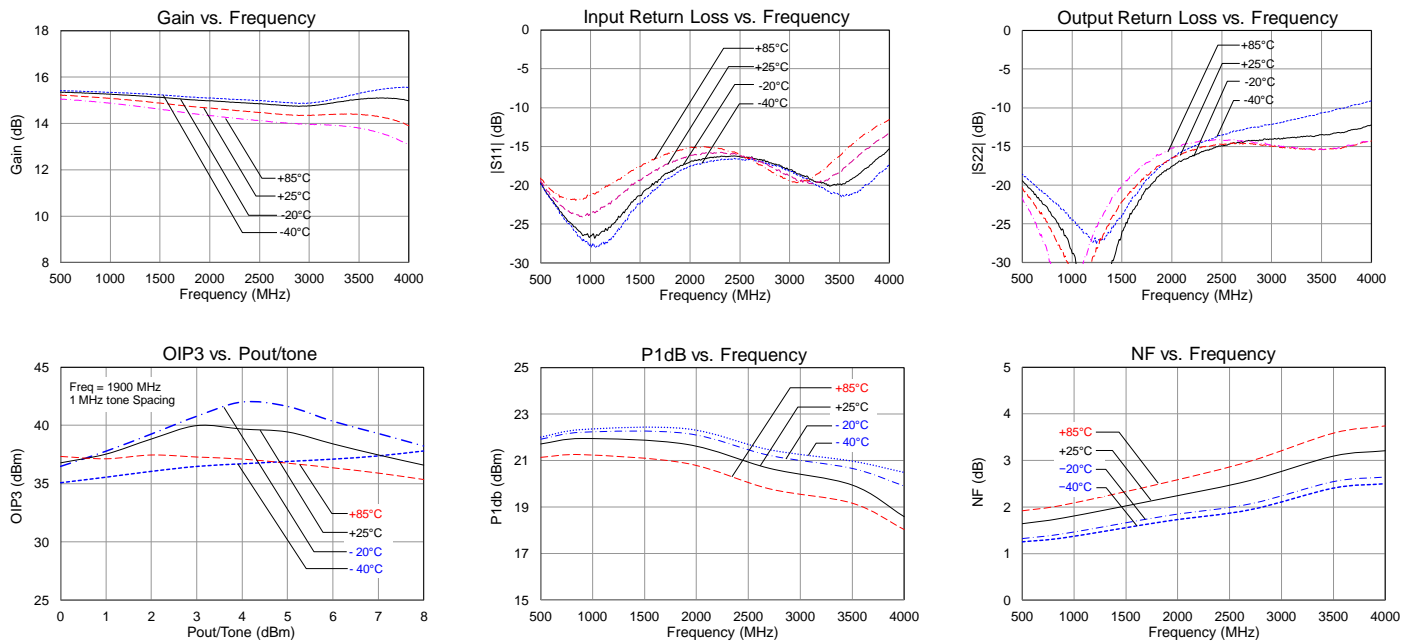 Gain vs. Frequency
18
16
14
12
10
8
Gain (dB)
+85°C
+25°C
-20°C
-40°C
500 1000 1500 2000 2500 3000 3500 4000
Frequency (MHz)
Input Return Loss vs. Frequency
0
-5
-10
-15
-20
-25
-30
|S11| (dB)
+85°C
+25°C
-20°C
-40°C
500 1000 1500 2000 2500 3000 3500 4000
Frequency (MHz)
Output Return Loss vs. Frequency
0
-5
-10
-15
-20
-25
-30
|S22| (dB)
+85°C
+25°C
-20°C
-40°C
500 1000 1500 2000 2500 3000 3500 4000
Frequency (MHz)
OIP3 vs. Pout/tone
45
40
35
30
25
OIP3 (dBm)
Freq = 1900 MHz
1 MHz tone Spacing
+85°C
+25°C
- 20°C
- 40°C
0 1 2 3 4 5 6 7 8
Pout/Tone (dBm)
P1dB vs. Frequency
25
23
21
19
17
15
P1db (dBm)
+85°C
+25°C
- 20°C
- 40°C
500 1000 1500 2000 2500 3000 3500 4000
Frequency (MHz)
NF vs. Frequency
5
4
3
2
1
0
NF (dB)
+85°C
+25°C
−20°C
−40°C
500 1000 1500 2000 2500 3000 3500 4000
Frequency (MHz)